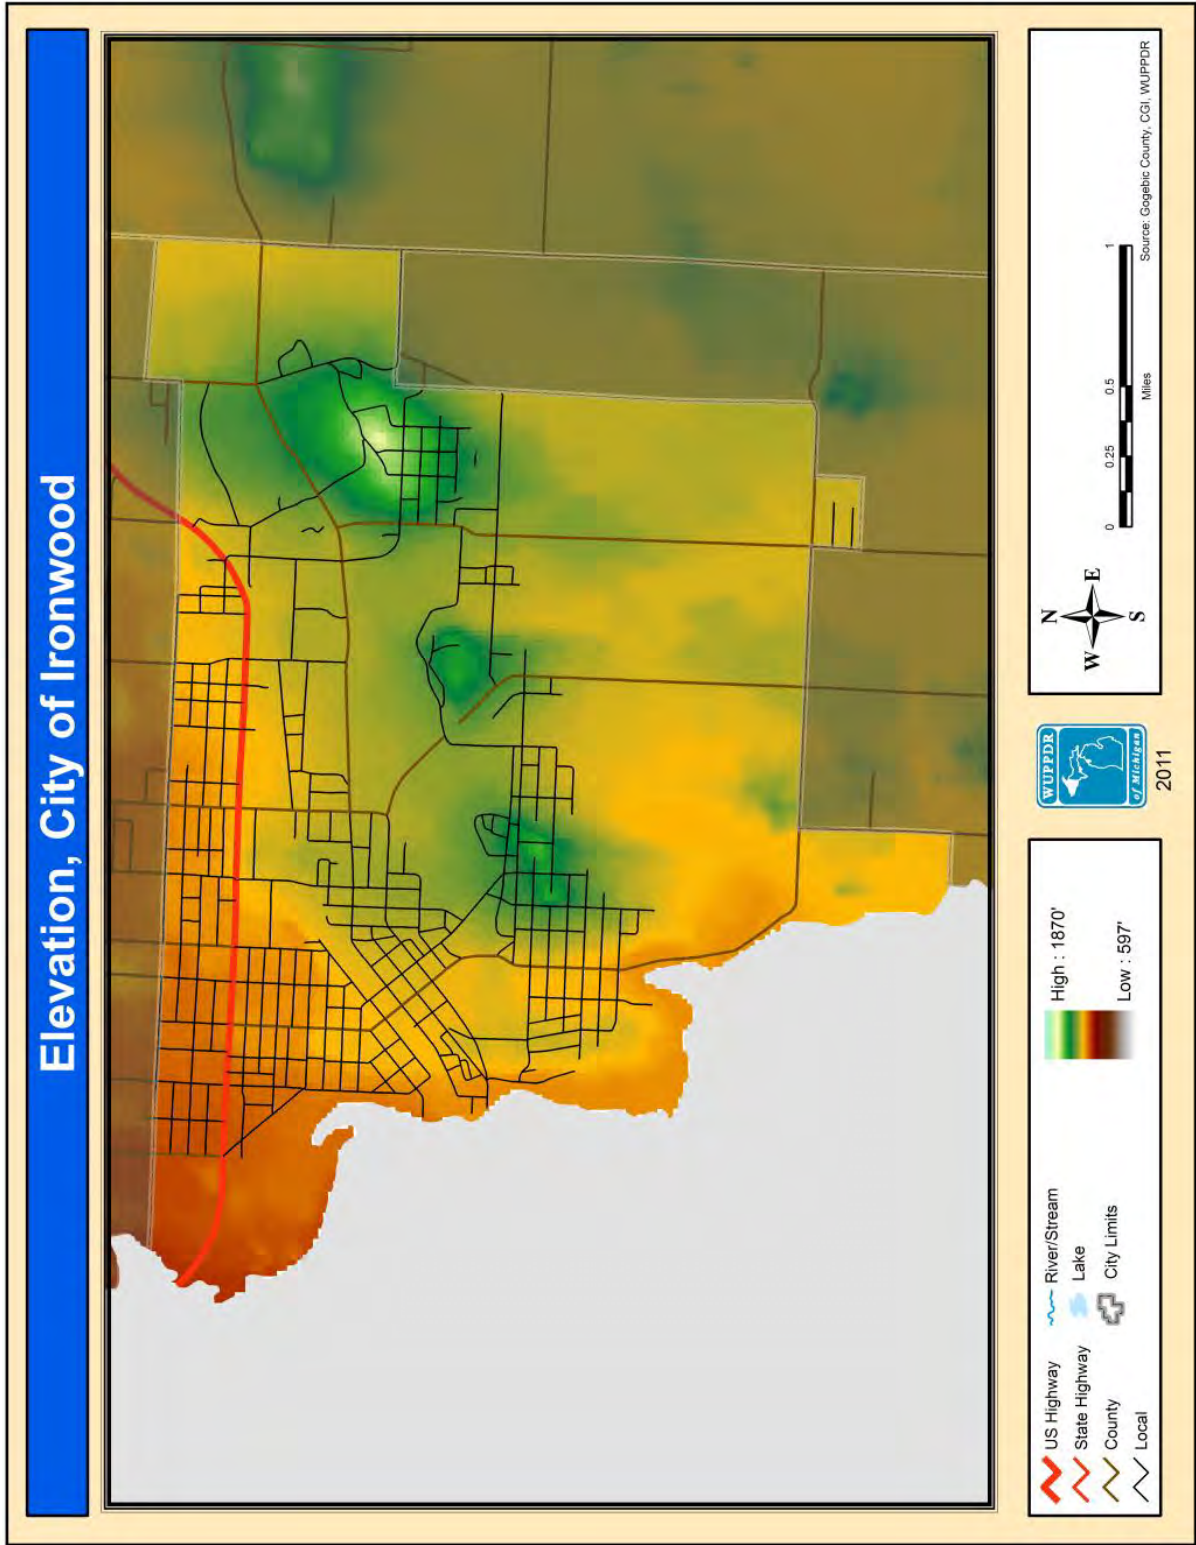 Elevation, City of Ironwood
US Highway
State Highway
County
Local
River/Stream
Lake
City Limits
High : 1870'
Low : 597'
WUPPDR
of Michigan
2011
N
W E
S
0 0.25 0.5 1
Miles
Source: Gogebic County, CGI, WUPPDR